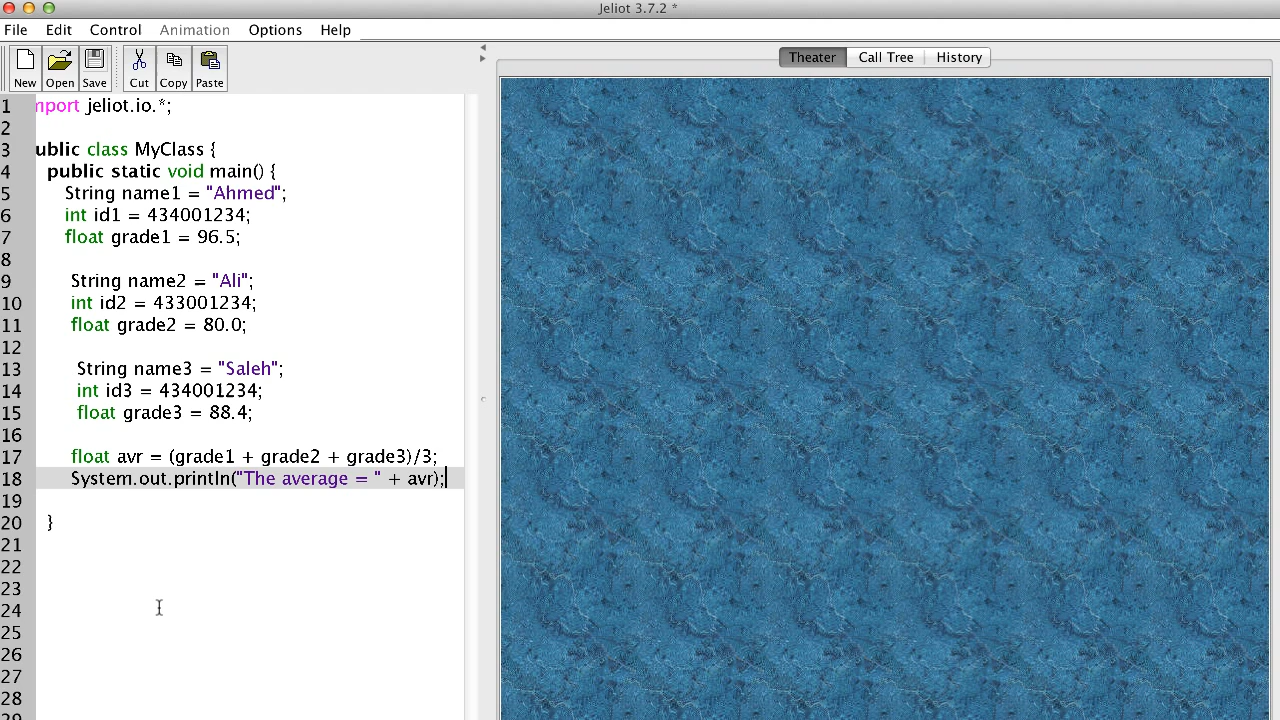 Jeliot 3.7.2 *
File Edit Control Animation Options Help
New Open Save Cut Copy Paste
Theater Call Tree History
1 mport jeliot.io.*;
2
3 ublic class MyClass {
4 public static void main() {
5 String name1 = "Ahmed";
6 int id1 = 434001234;
7 float grade1 = 96.5;
8
9 String name2 = "Ali";
10 int id2 = 433001234;
11 float grade2 = 80.0;
12
13 String name3 = "Saleh";
14 int id3 = 434001234;
15 float grade3 = 88.4;
16
17 float avr = (grade1 + grade2 + grade3)/3;
18 System.out.println("The average = " + avr);
19
20 }
21
22
23
24
25
26
27
28
29